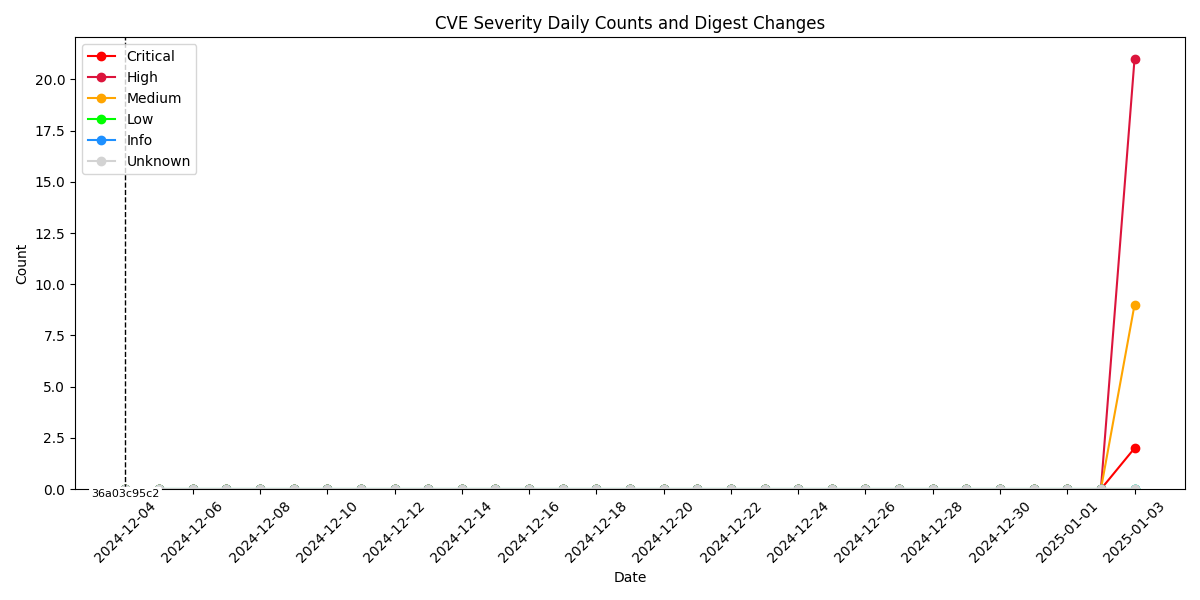 CVE Severity Daily Counts and Digest Changes
Critical
High
Medium
Low
Info
Unknown
20.0
17.5
15.0
12.5
10.0
7.5
5.0
2.5
0.0
Count
36a03c95c2
2024-12-04
2024-12-06
2024-12-08
2024-12-10
2024-12-12
2024-12-14
2024-12-16
2024-12-18
2024-12-20
2024-12-22
2024-12-24
2024-12-26
2024-12-28
2024-12-30
2025-01-01
2025-01-03
Date